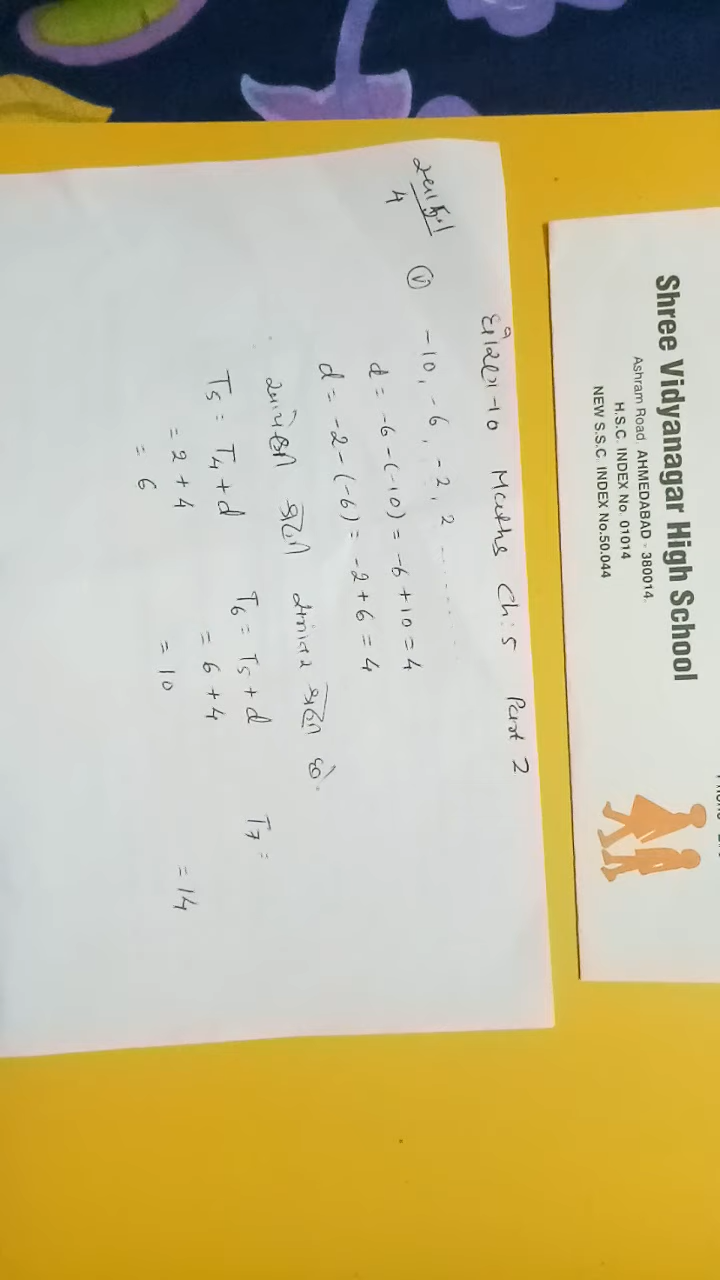 Shree Vidyanagar High School
Ashram Road, AHMEDABAD - 380014.
H.S.C. INDEX No. 01014
NEW S.S.C. INDEX No.50.044
ધોરણ-10 Maths Ch:5 Part 2
4 (v) -10, -6, -2, 2 ..........
d = -6-(-10) = -6+10 = 4
d = -2-(-6) = -2+6 = 4
શ્રેણી સમાંતર શ્રેણી છે.
T5 = T4+d T6 = T5+d T7 =
= 2+4 = 6+4
= 6 = 10 = 14